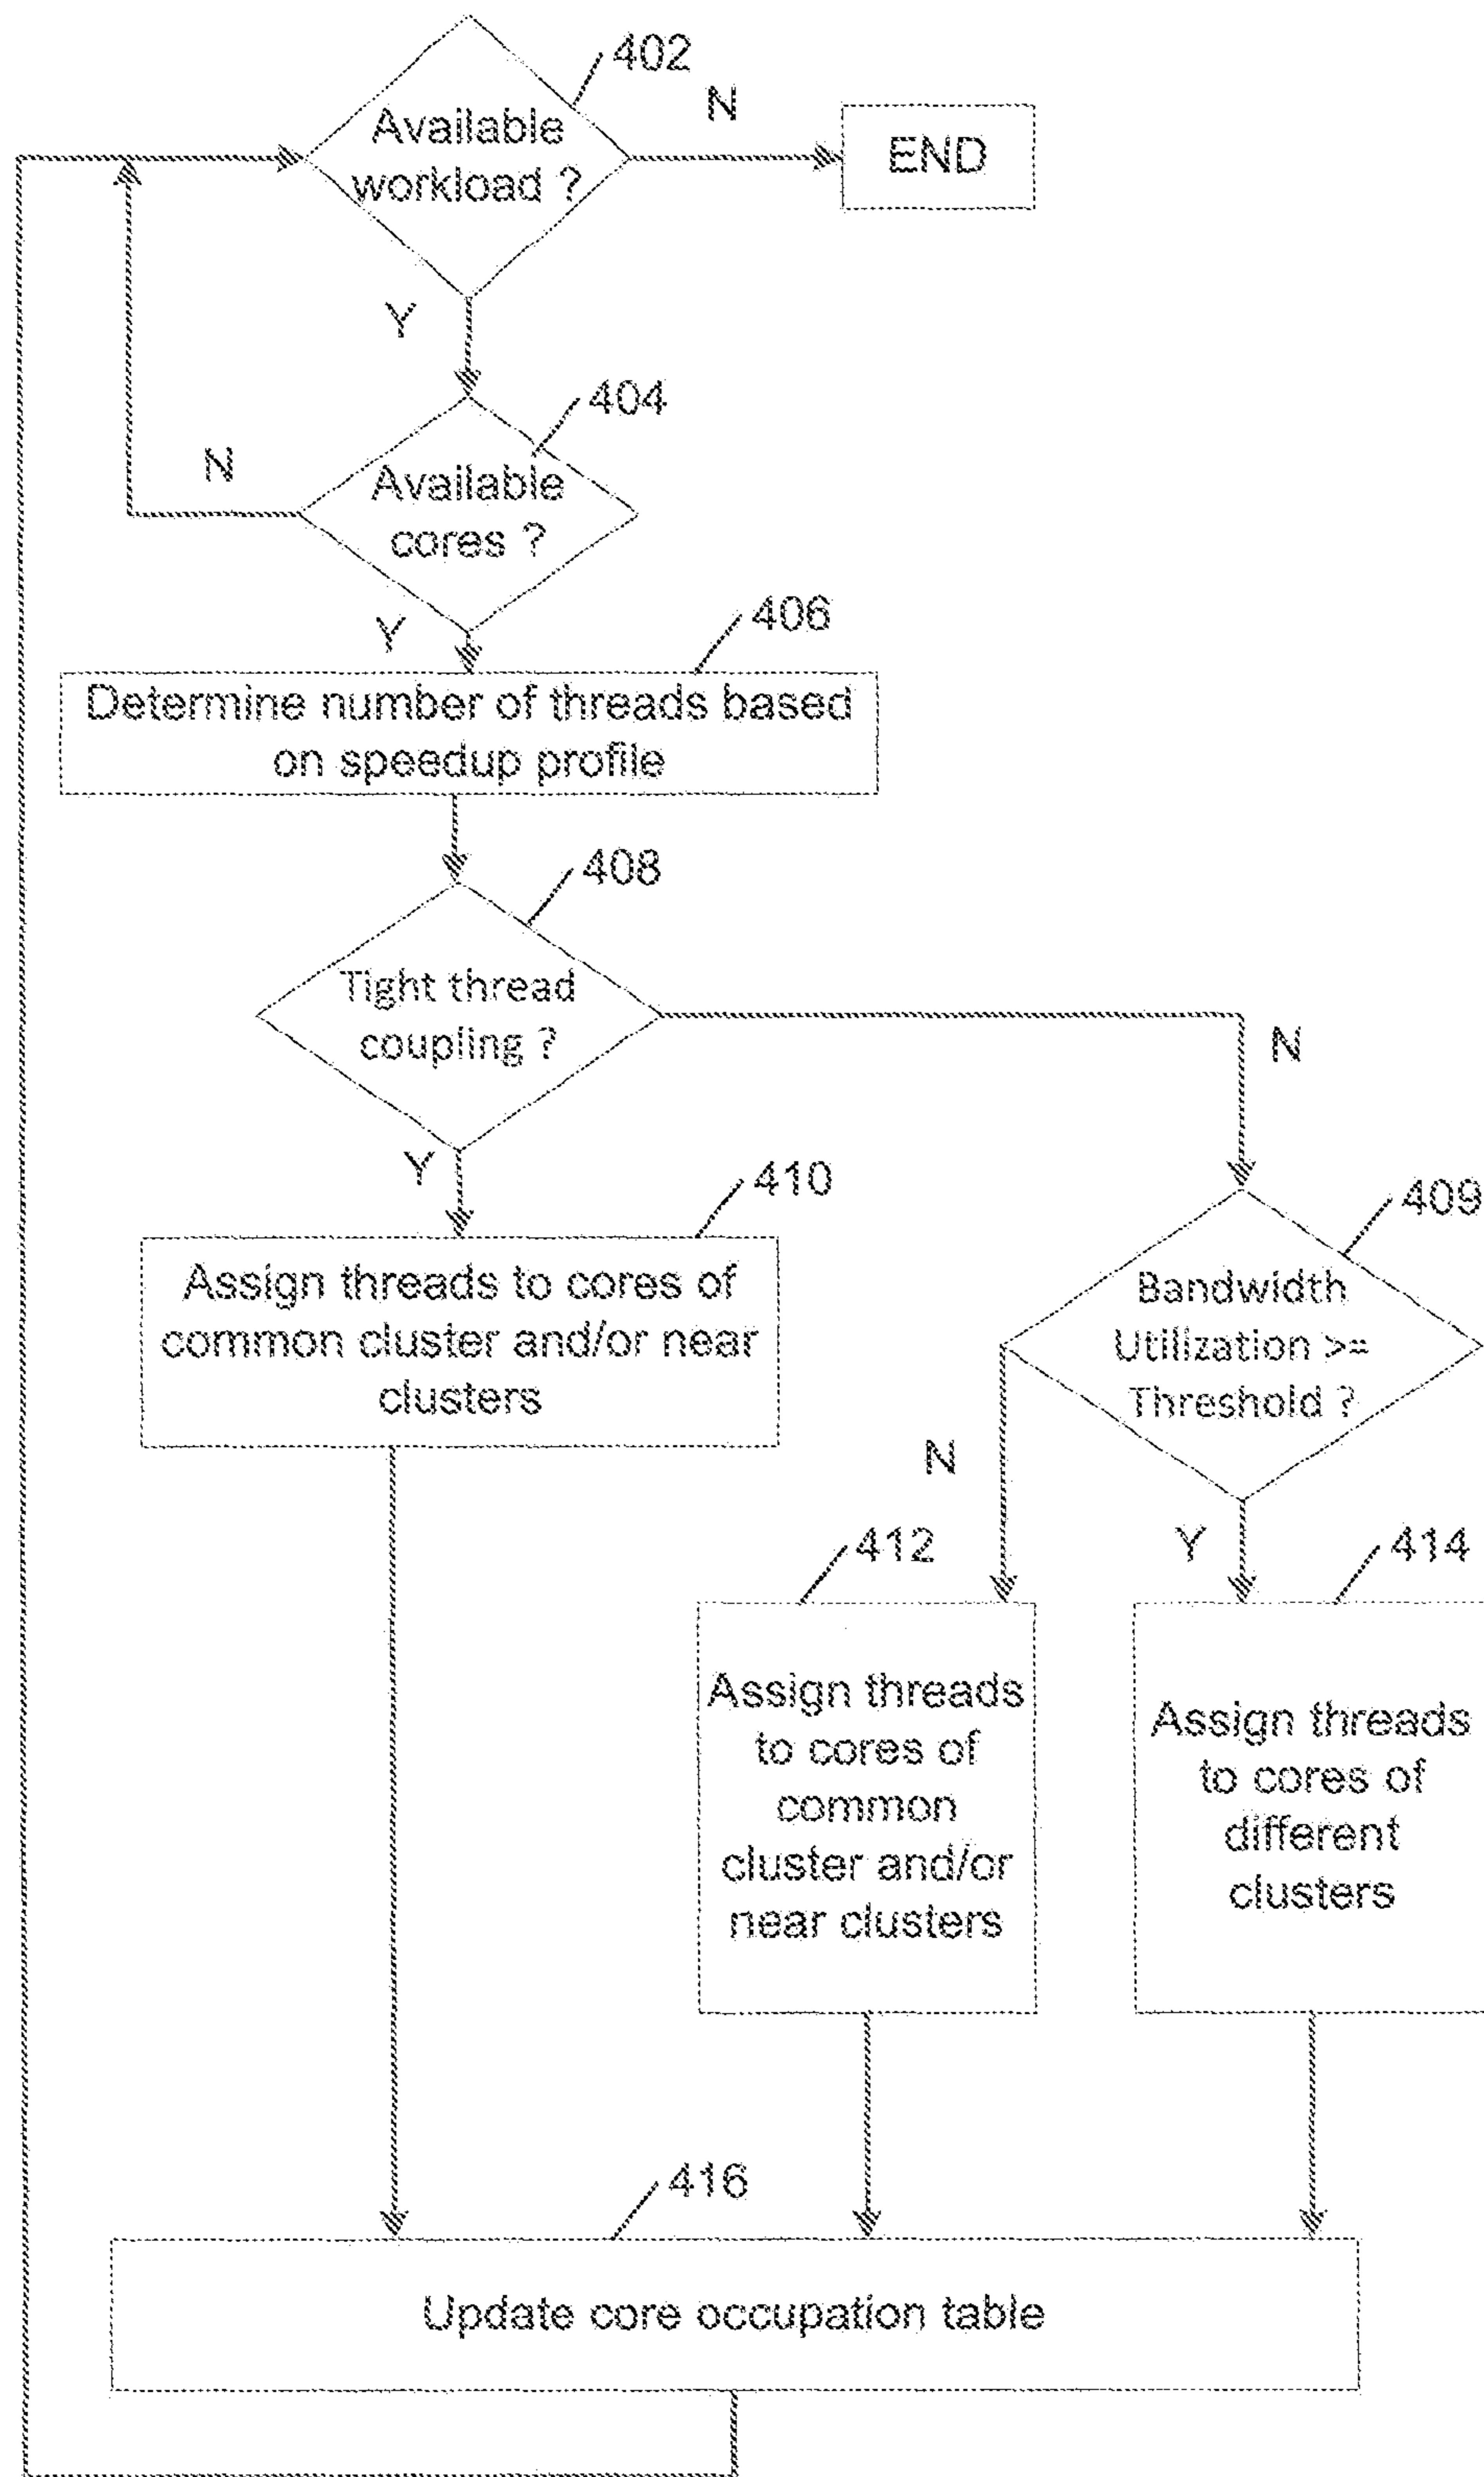 402
Available
workload ?
N
END
Y
404
Available
cores ?
N
Y
406
Determine number of threads based
on speedup profile
408
Tight thread
coupling ?
N
Y
410
Assign threads to cores of
common cluster and/or near
clusters
409
Bandwidth
Utilization >=
Threshold ?
N
Y
412
Assign threads
to cores of
common
cluster and/or
near clusters
414
Assign threads
to cores of
different
clusters
416
Update core occupation table